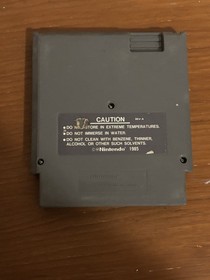 CAUTION
• DO NOT STORE IN EXTREME TEMPERATURES.
• DO NOT IMMERSE IN WATER.
• DO NOT CLEAN WITH BENZENE, THINNER,
ALCOHOL OR OTHER SUCH SOLVENTS.
©Nintendo 1985